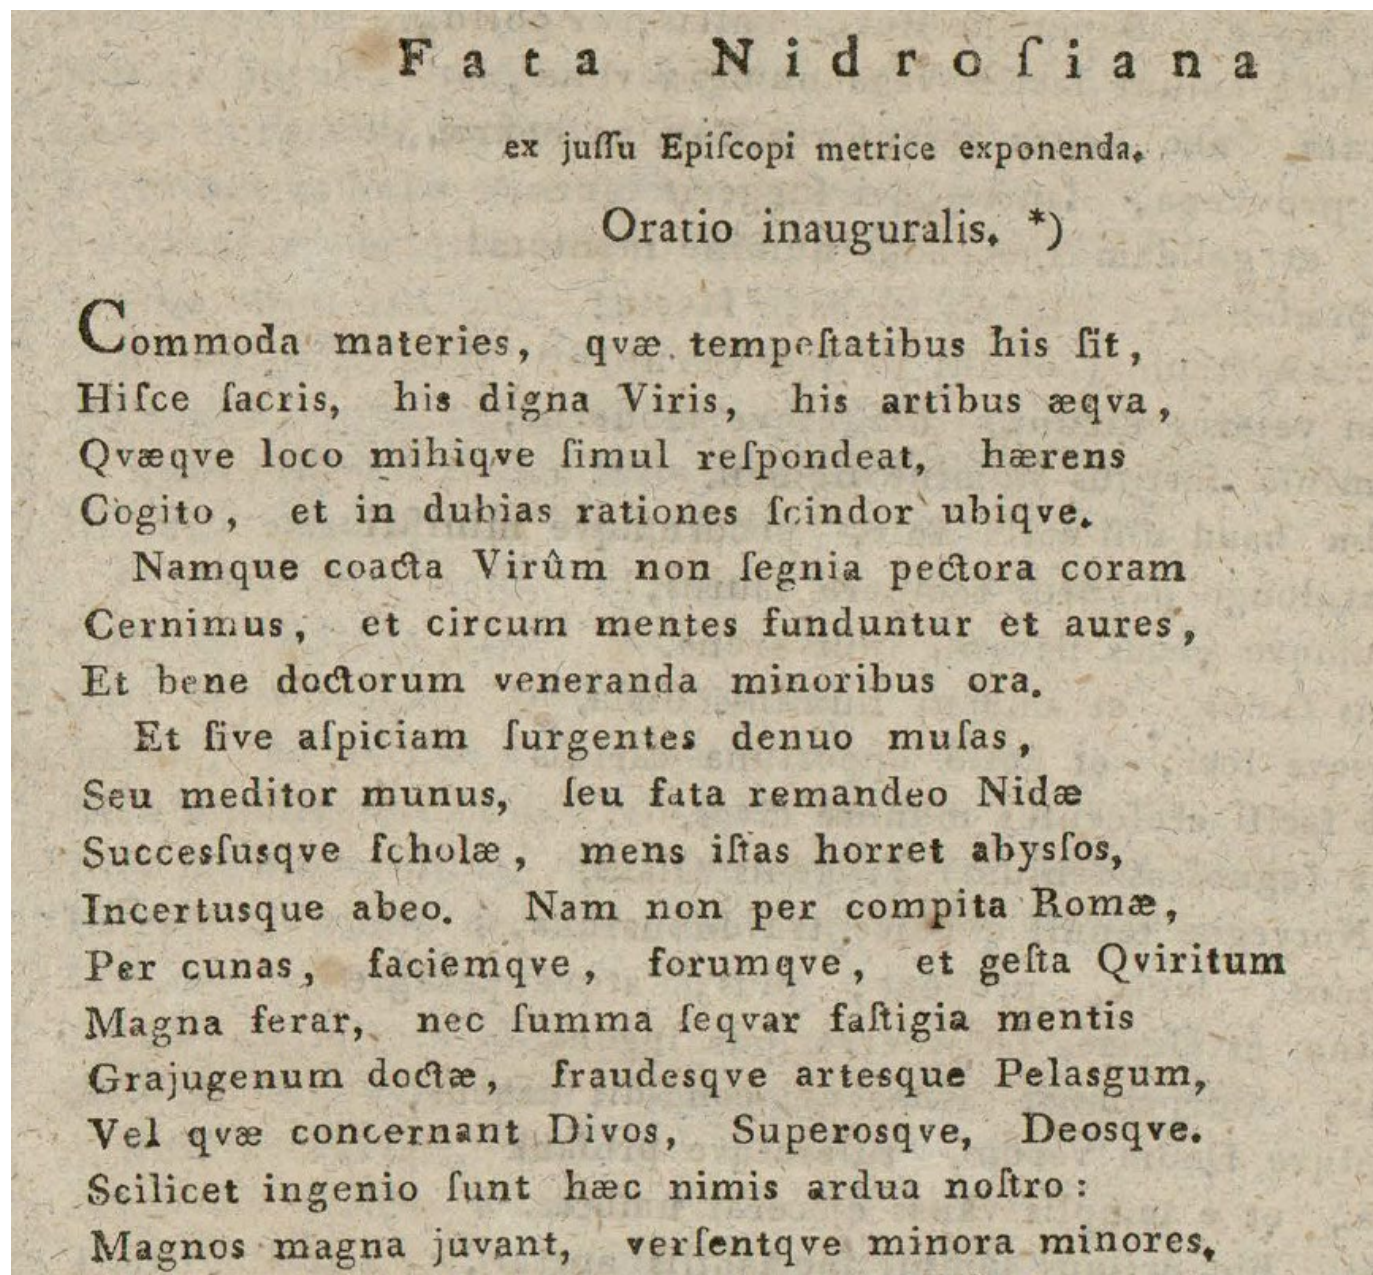 Fata Nidroſiana
ex juſſu Epiſcopi metrice exponenda.
Oratio inauguralis. *)
Commoda materies, qvæ tempeſtatibus his ſit,
Hiſce ſacris, his digna Viris, his artibus æqva,
Qvæqve loco mihiqve ſimul reſpondeat, hærens
Cogito, et in dubias rationes ſcindor ubiqve.
Namque coacta Virûm non ſegnia pectora coram
Cernimus, et circum mentes funduntur et aures,
Et bene doctorum veneranda minoribus ora.
Et ſive aſpiciam ſurgentes denuo muſas,
Seu meditor munus, ſeu fata remandeo Nidæ
Succesſusqve ſcholæ, mens iſtas horret abysſos,
Incertusque abeo. Nam non per compita Romæ,
Per cunas, faciemqve, forumqve, et geſta Qviritum
Magna ferar, nec ſumma ſeqvar faſtigia mentis
Grajugenum doctæ, fraudesqve artesque Pelasgum,
Vel qvæ concernant Divos, Superosqve, Deosqve.
Scilicet ingenio ſunt hæc nimis ardua noſtro:
Magnos magna juvant, verſentqve minora minores.